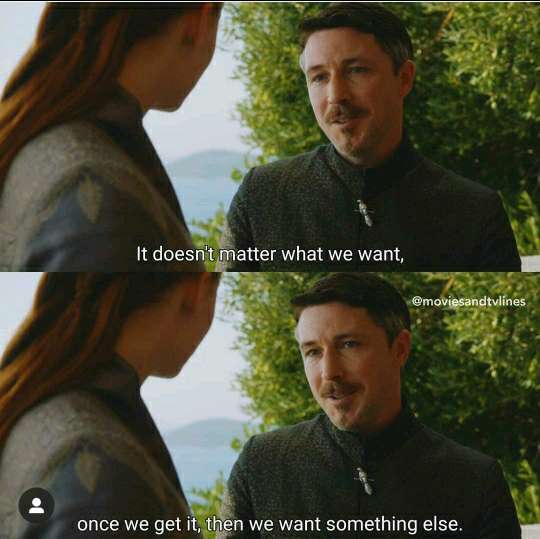 It doesn't matter what we want,
@moviesandtvlines
once we get it, then we want something else.